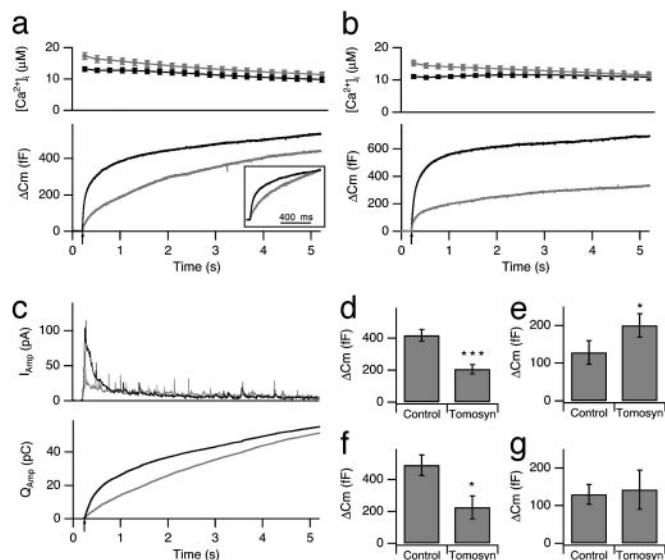 a
b
[Ca²⁺]ᵢ (μM)
20
10
0
[Ca²⁺]ᵢ (μM)
20
10
0
ΔCm (fF)
400
200
0
400 ms
0 1 2 3 4 5
Time (s)
ΔCm (fF)
600
400
200
0
0 1 2 3 4 5
Time (s)
c
I_Amp (pA)
100
50
0
Q_Amp (pC)
40
20
0
0 1 2 3 4 5
Time (s)
d
ΔCm (fF)
400
200
0
***
Control Tomosyn
e
ΔCm (fF)
200
100
0
*
Control Tomosyn
f
ΔCm (fF)
400
200
0
*
Control Tomosyn
g
ΔCm (fF)
200
100
0
Control Tomosyn